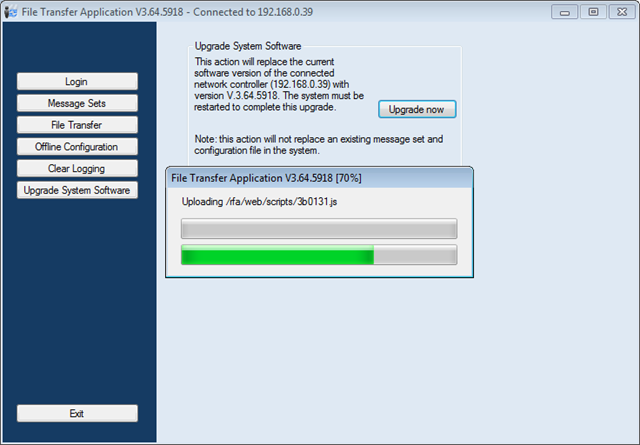 File Transfer Application V3.64.5918 - Connected to 192.168.0.39
Login
Message Sets
File Transfer
Offline Configuration
Clear Logging
Upgrade System Software
Exit
Upgrade System Software
This action will replace the current
software version of the connected
network controller (192.168.0.39) with
version V.3.64.5918. The system must be
restarted to complete this upgrade.
Upgrade now
Note: this action will not replace an existing message set and
configuration file in the system.
File Transfer Application V3.64.5918 [70%]
Uploading /rfa/web/scripts/3b0131.js